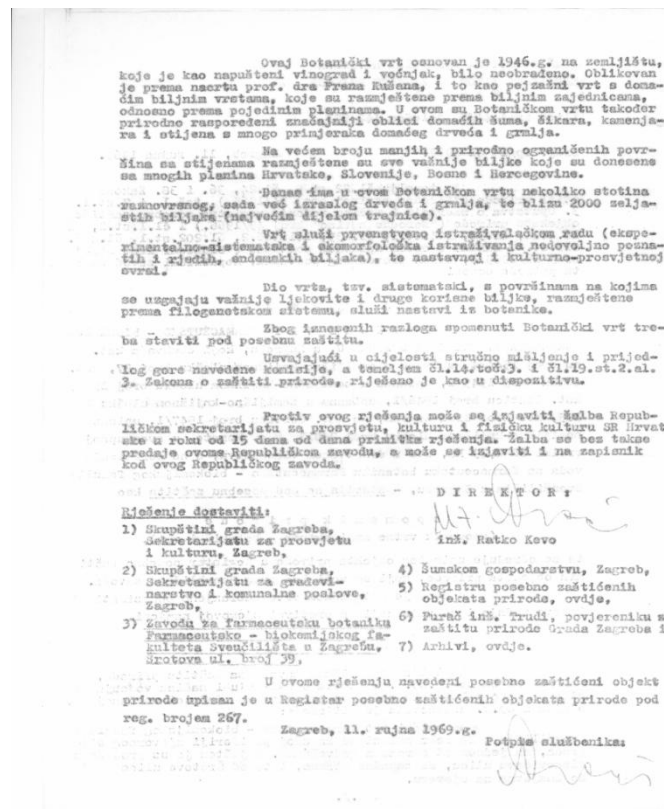 Ovaj Botanički vrt osnovan je 1946.g. na zemljištu,
koje je kao napušteni vinograd i voćnjak, bilo neobrađeno. Oblikovan
je prema nacrtu prof. dra Frana Kušana, i to kao pejzažni vrt s doma-
ćim biljnim vrstama, koje su razmještene prema biljnim zajednicama,
odnosno prema pojedinim planinama. U ovom su Botaničkom vrtu također
prirodno raspoređeni značajniji oblici domaćih šuma, šikara, kamenja-
ra i stijena s mnogo primjeraka domaćeg drveća i grmlja.
Na većem broju manjih i prirodno ograničenih povr-
šina sa stijenama razmještene su sve važnije biljke koje su donesene
sa mnogih planina Hrvatske, Slovenije, Bosne i Hercegovine.
Danas ima u ovom Botaničkom vrtu nekoliko stotina
raznovrsnog, sada već izraslog drveća i grmlja, te blizu 2000 zelja-
stih biljaka (najvećim dijelom trajnice).
Vrt služi prvenstveno istraživalačkom radu (ekspe-
rimentalno-sistematska i ekomorfološka istraživanja nedovoljno pozna-
tih i rjeđih, endemskih biljaka), te nastavnoj i kulturno-prosvjetnoj
svrsi.
Dio vrta, tzv. sistematski, s površinama na kojima
se uzgajaju važnije ljekovite i druge korisne biljke, razmještene
prema filogenetskom sistemu, služi nastavi iz botanike.
Zbog iznesenih razloga spomenuti Botanički vrt tre-
ba staviti pod posebnu zaštitu.
Usvajajući u cijelosti stručno mišljenje i prijed-
log gore navedene komisije, a temeljem čl.14.toč.3. i čl.19.st.2.al.
3. Zakona o zaštiti prirode, riješeno je kao u dispozitivu.
Protiv ovog rješenja može se izjaviti žalba Repub-
ličkom sekretarijatu za prosvjetu, kulturu i fizičku kulturu SR Hrvat
ske u roku od 15 dana od dana primitka rješenja. Žalba se bez takse
predaje ovome Republičkom zavodu, a može se izjaviti i na zapisnik
kod ovog Republičkog zavoda.
D I R E K T O R :
Rješenje dostaviti:
inž. Ratko Kevo
1) Skupštini grada Zagreba,
Sekretarijatu za prosvjetu
i kulturu, Zagreb,
2) Skupštini grada Zagreba,
Sekretarijatu za građevi-
narstvo i komunalne poslove,
Zagreb,
3) Zavodu za farmaceutsku botaniku
Farmaceutsko - biokemijskog fa-
kulteta Sveučilišta u Zagrebu,
Šrotova ul. broj 39,
4) Šumskom gospodarstvu, Zagreb,
5) Registru posebno zaštićenih
objekata prirode, ovdje,
6) Purač inž. Trudi, povjereniku z
zaštitu prirode Grada Zagreba i
7) Arhivi, ovdje.
U ovome rješenju navedeni posebno zaštićeni objekt
prirode upisan je u Registar posebno zaštićenih objekata prirode pod
reg. brojem 267.
Zagreb, 11. rujna 1969.g.
Potpis službenika: